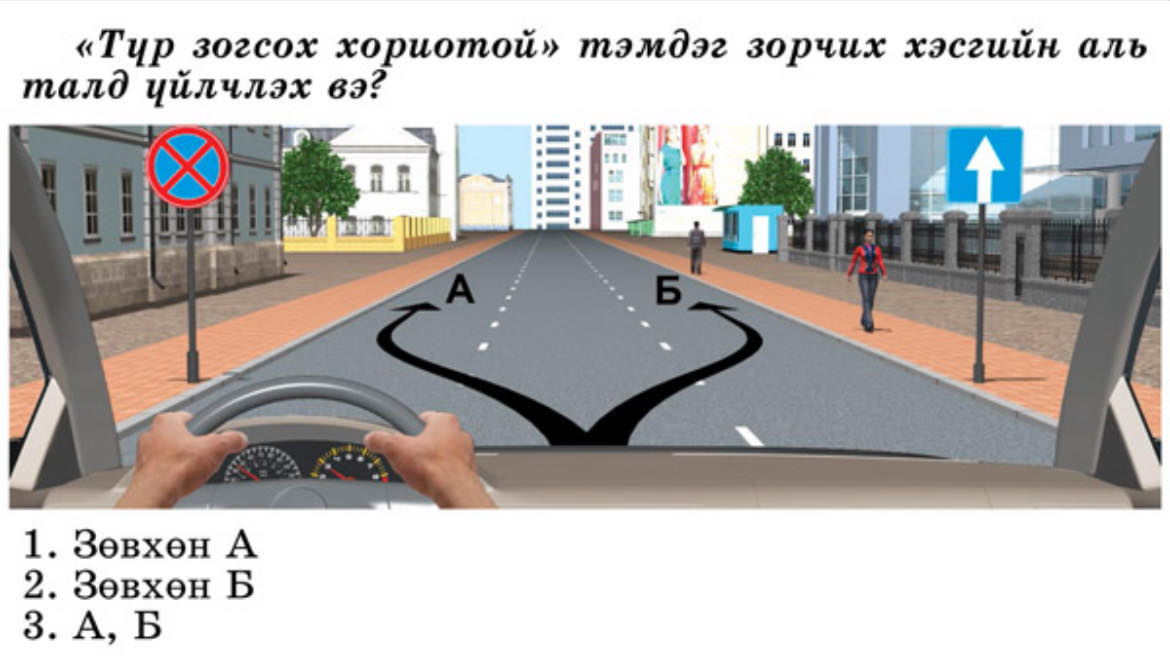 «Түр зогсох хориотой» тэмдэг зорчих хэсгийн аль
талд үйлчлэх вэ?
А
Б
1. Зөвхөн А
2. Зөвхөн Б
3. А, Б